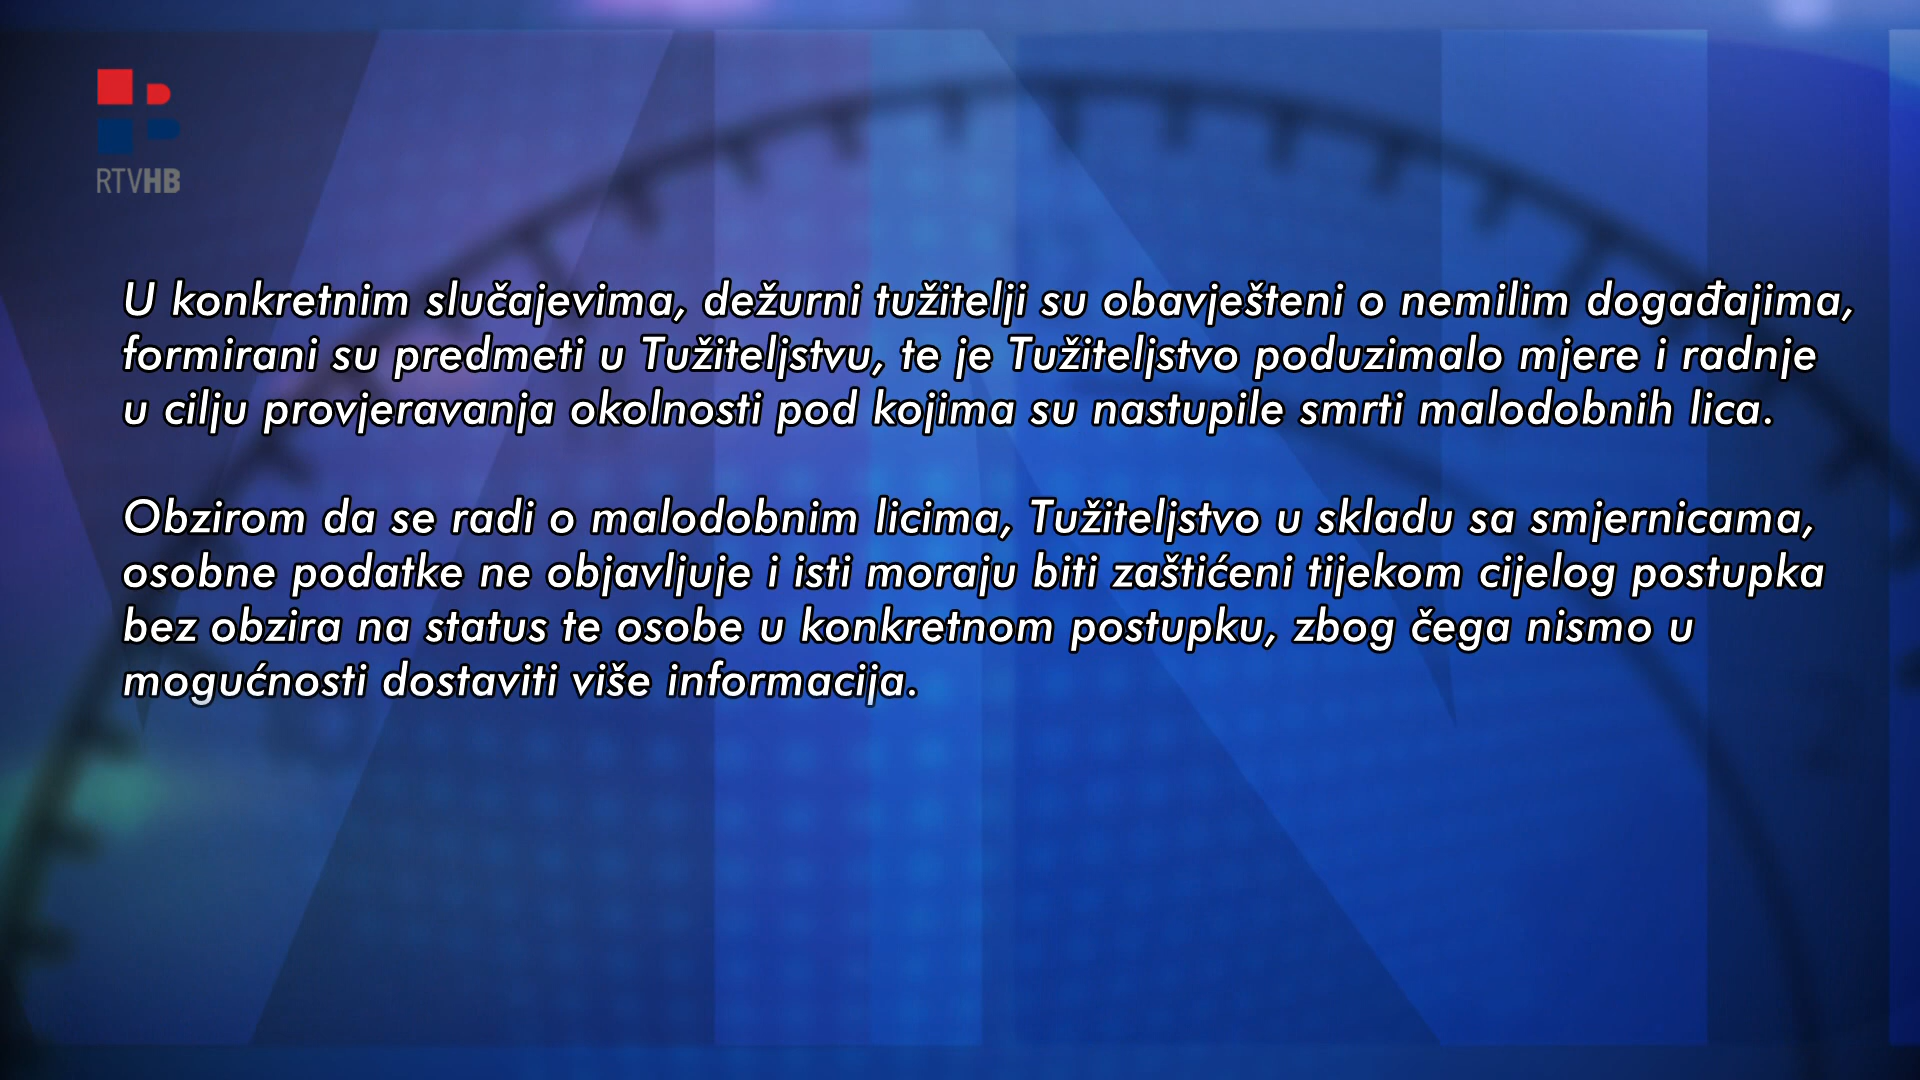 RTVHB
U konkretnim slučajevima, dežurni tužitelji su obavješteni o nemilim događajima,
formirani su predmeti u Tužiteljstvu, te je Tužiteljstvo poduzimalo mjere i radnje
u cilju provjeravanja okolnosti pod kojima su nastupile smrti malodobnih lica.
Obzirom da se radi o malodobnim licima, Tužiteljstvo u skladu sa smjernicama,
osobne podatke ne objavljuje i isti moraju biti zaštićeni tijekom cijelog postupka
bez obzira na status te osobe u konkretnom postupku, zbog čega nismo u
mogućnosti dostaviti više informacija.